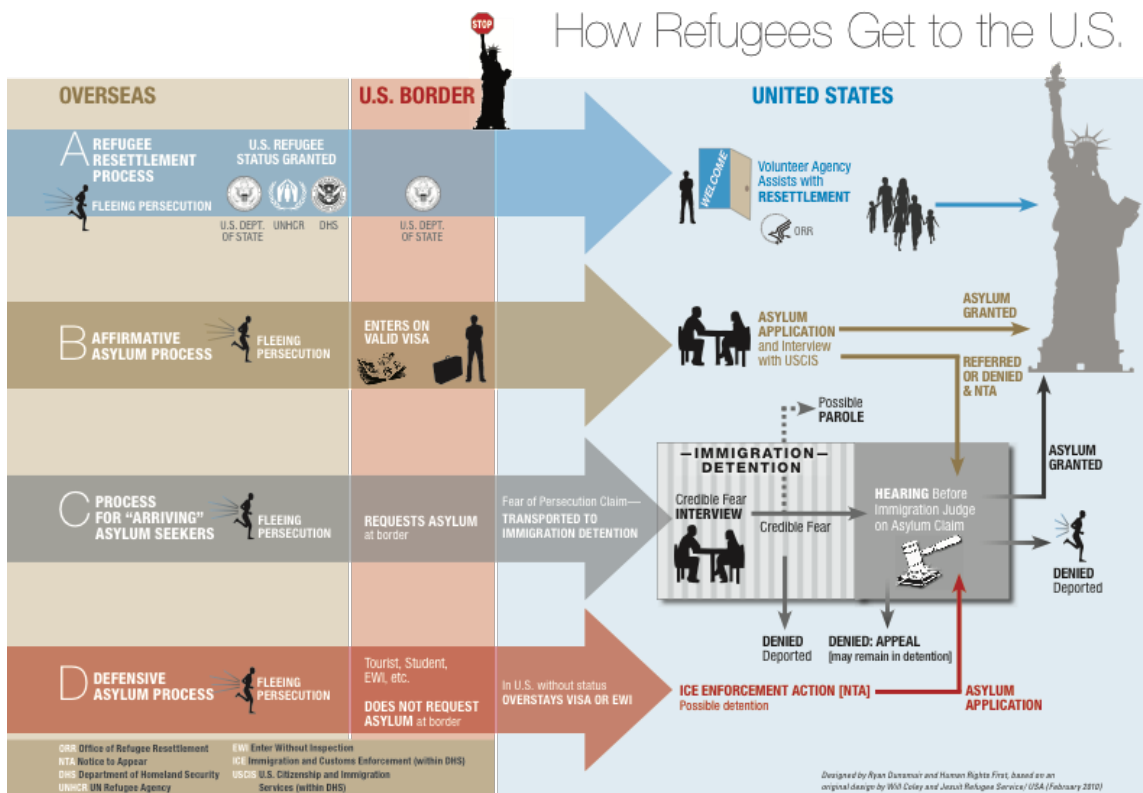 STOP
How Refugees Get to the U.S.
OVERSEAS
U.S. BORDER
UNITED STATES
A REFUGEE
RESETTLEMENT
PROCESS
FLEEING PERSECUTION
U.S. REFUGEE
STATUS GRANTED
U.S. DEPT.
OF STATE
UNHCR
DHS
U.S. DEPT.
OF STATE
WELCOME
Volunteer Agency
Assists with
RESETTLEMENT
ORR
B AFFIRMATIVE
ASYLUM PROCESS
FLEEING
PERSECUTION
ENTERS ON
VALID VISA
ASYLUM
APPLICATION
and Interview
with USCIS
ASYLUM
GRANTED
REFERRED
OR DENIED
& NTA
Possible
PAROLE
C PROCESS
FOR “ARRIVING”
ASYLUM SEEKERS
FLEEING
PERSECUTION
REQUESTS ASYLUM
at border
Fear of Persecution Claim—
TRANSPORTED TO
IMMIGRATION DETENTION
—IMMIGRATION—
DETENTION
Credible Fear
INTERVIEW
Credible Fear
HEARING Before
Immigration Judge
on Asylum Claim
ASYLUM
GRANTED
DENIED
Deported
DENIED
Deported
DENIED: APPEAL
(may remain in detention)
D DEFENSIVE
ASYLUM PROCESS
FLEEING
PERSECUTION
Tourist, Student,
EWI, etc.
DOES NOT REQUEST
ASYLUM at border
In U.S. without status
OVERSTAYS VISA OR EWI
ICE ENFORCEMENT ACTION [NTA]
Possible detention
ASYLUM
APPLICATION
ORR Office of Refugee Resettlement
NTA Notice to Appear
DHS Department of Homeland Security
UNHCR UN Refugee Agency
EWI Enter Without Inspection
ICE Immigration and Customs Enforcement (within DHS)
USCIS U.S. Citizenship and Immigration
Services (within DHS)
Designed by Ryan Dunsmuir and Human Rights First, based on an
original design by Will Coley and Jesuit Refugee Service/ USA (February 2010)